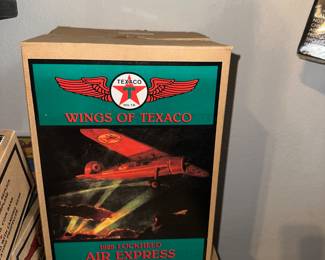 TEXACO
T
WINGS OF TEXACO
1929 LOCKHEED
AIR EXPRESS